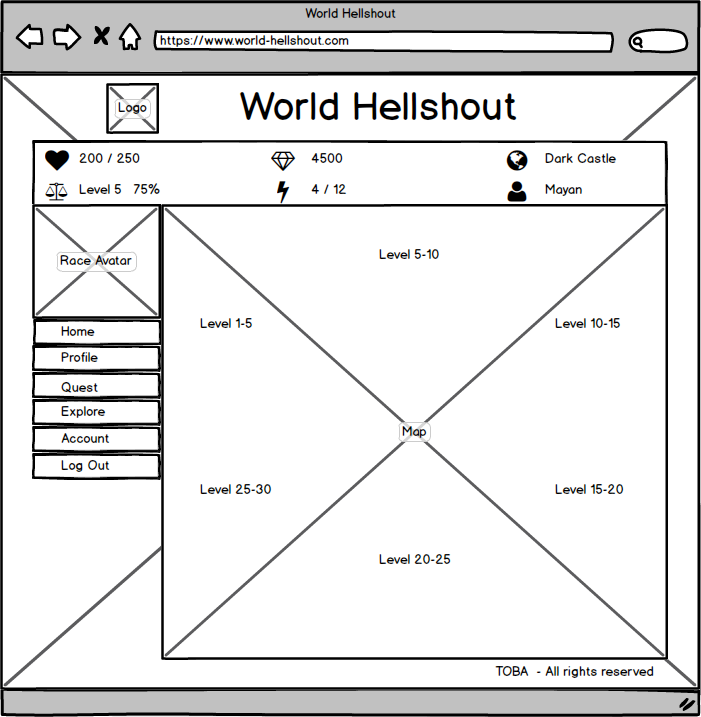 World Hellshout
https://www.world-hellshout.com
Logo
World Hellshout
200 / 250
4500
Dark Castle
Level 5 75%
4 / 12
Mayan
Race Avatar
Home
Profile
Quest
Explore
Account
Log Out
Level 5-10
Level 1-5
Level 10-15
Map
Level 25-30
Level 15-20
Level 20-25
TOBA - All rights reserved